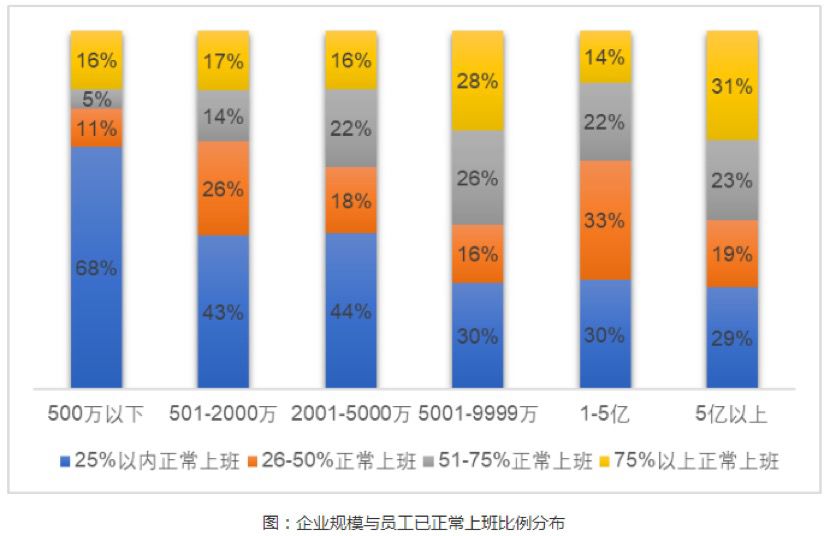 16% 17% 16% 28% 14% 31%
5% 14% 22% 26% 22% 23%
11% 26% 18% 16% 33% 19%
68% 43% 44% 30% 30% 29%
500万以下 501-2000万 2001-5000万 5001-9999万 1-5亿 5亿以上
25%以内正常上班 26-50%正常上班 51-75%正常上班 75%以上正常上班
图：企业规模与员工已正常上班比例分布